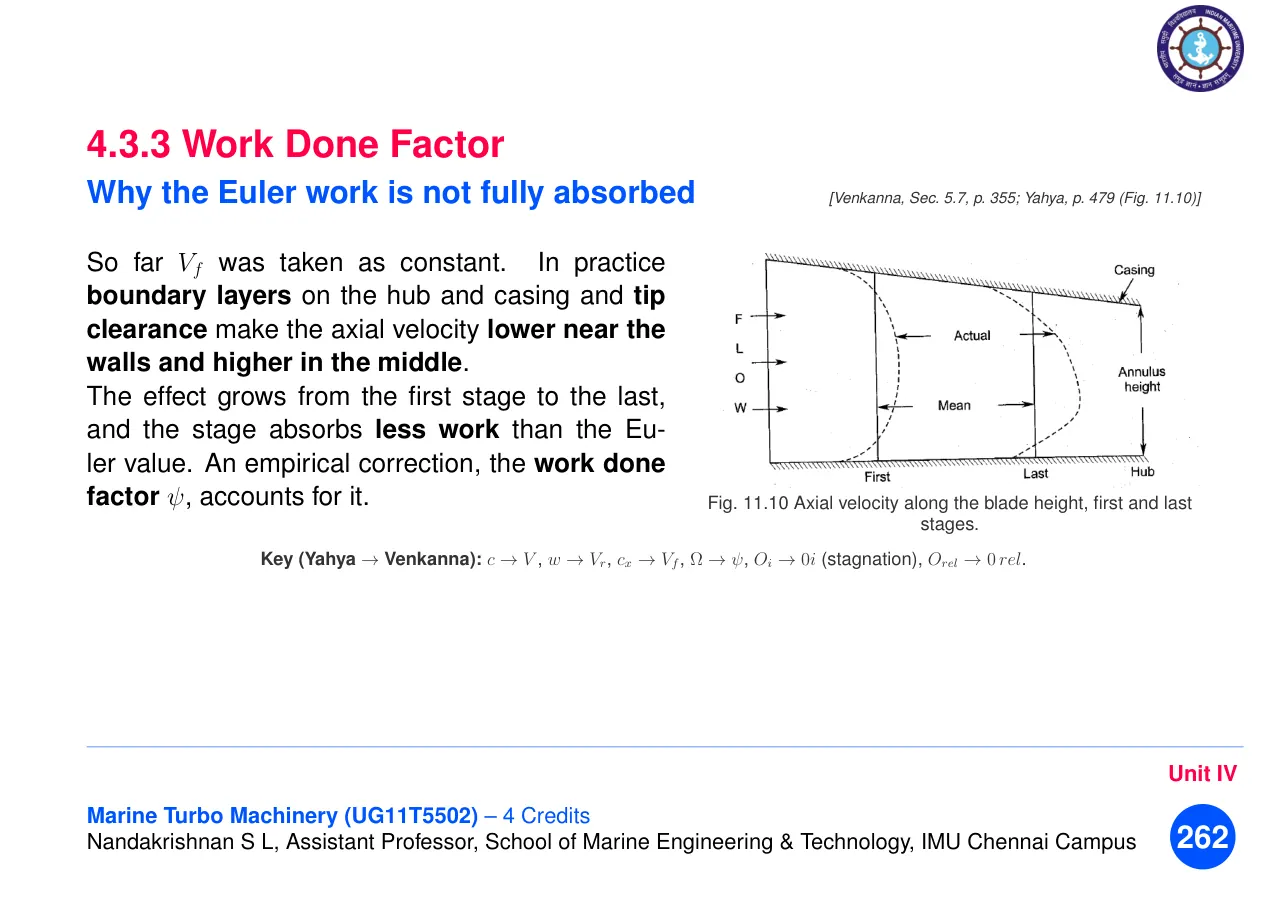 INDIAN MARITIME UNIVERSITY
4.3.3 Work Done Factor
Why the Euler work is not fully absorbed
[Venkanna, Sec. 5.7, p. 355; Yahya, p. 479 (Fig. 11.10)]
So far V_f was taken as constant. In practice
boundary layers on the hub and casing and tip
clearance make the axial velocity lower near the
walls and higher in the middle.
The effect grows from the first stage to the last,
and the stage absorbs less work than the Eu-
ler value. An empirical correction, the work done
factor ψ, accounts for it.
Casing
F
L
O
W
Actual
Mean
Annulus
height
First
Last
Hub
Fig. 11.10 Axial velocity along the blade height, first and last
stages.
Key (Yahya → Venkanna): c → V, w → V_r, c_x → V_f, Ω → ψ, O_i → 0i (stagnation), O_rel → 0 rel.
Unit IV
Marine Turbo Machinery (UG11T5502) – 4 Credits
Nandakrishnan S L, Assistant Professor, School of Marine Engineering & Technology, IMU Chennai Campus
262